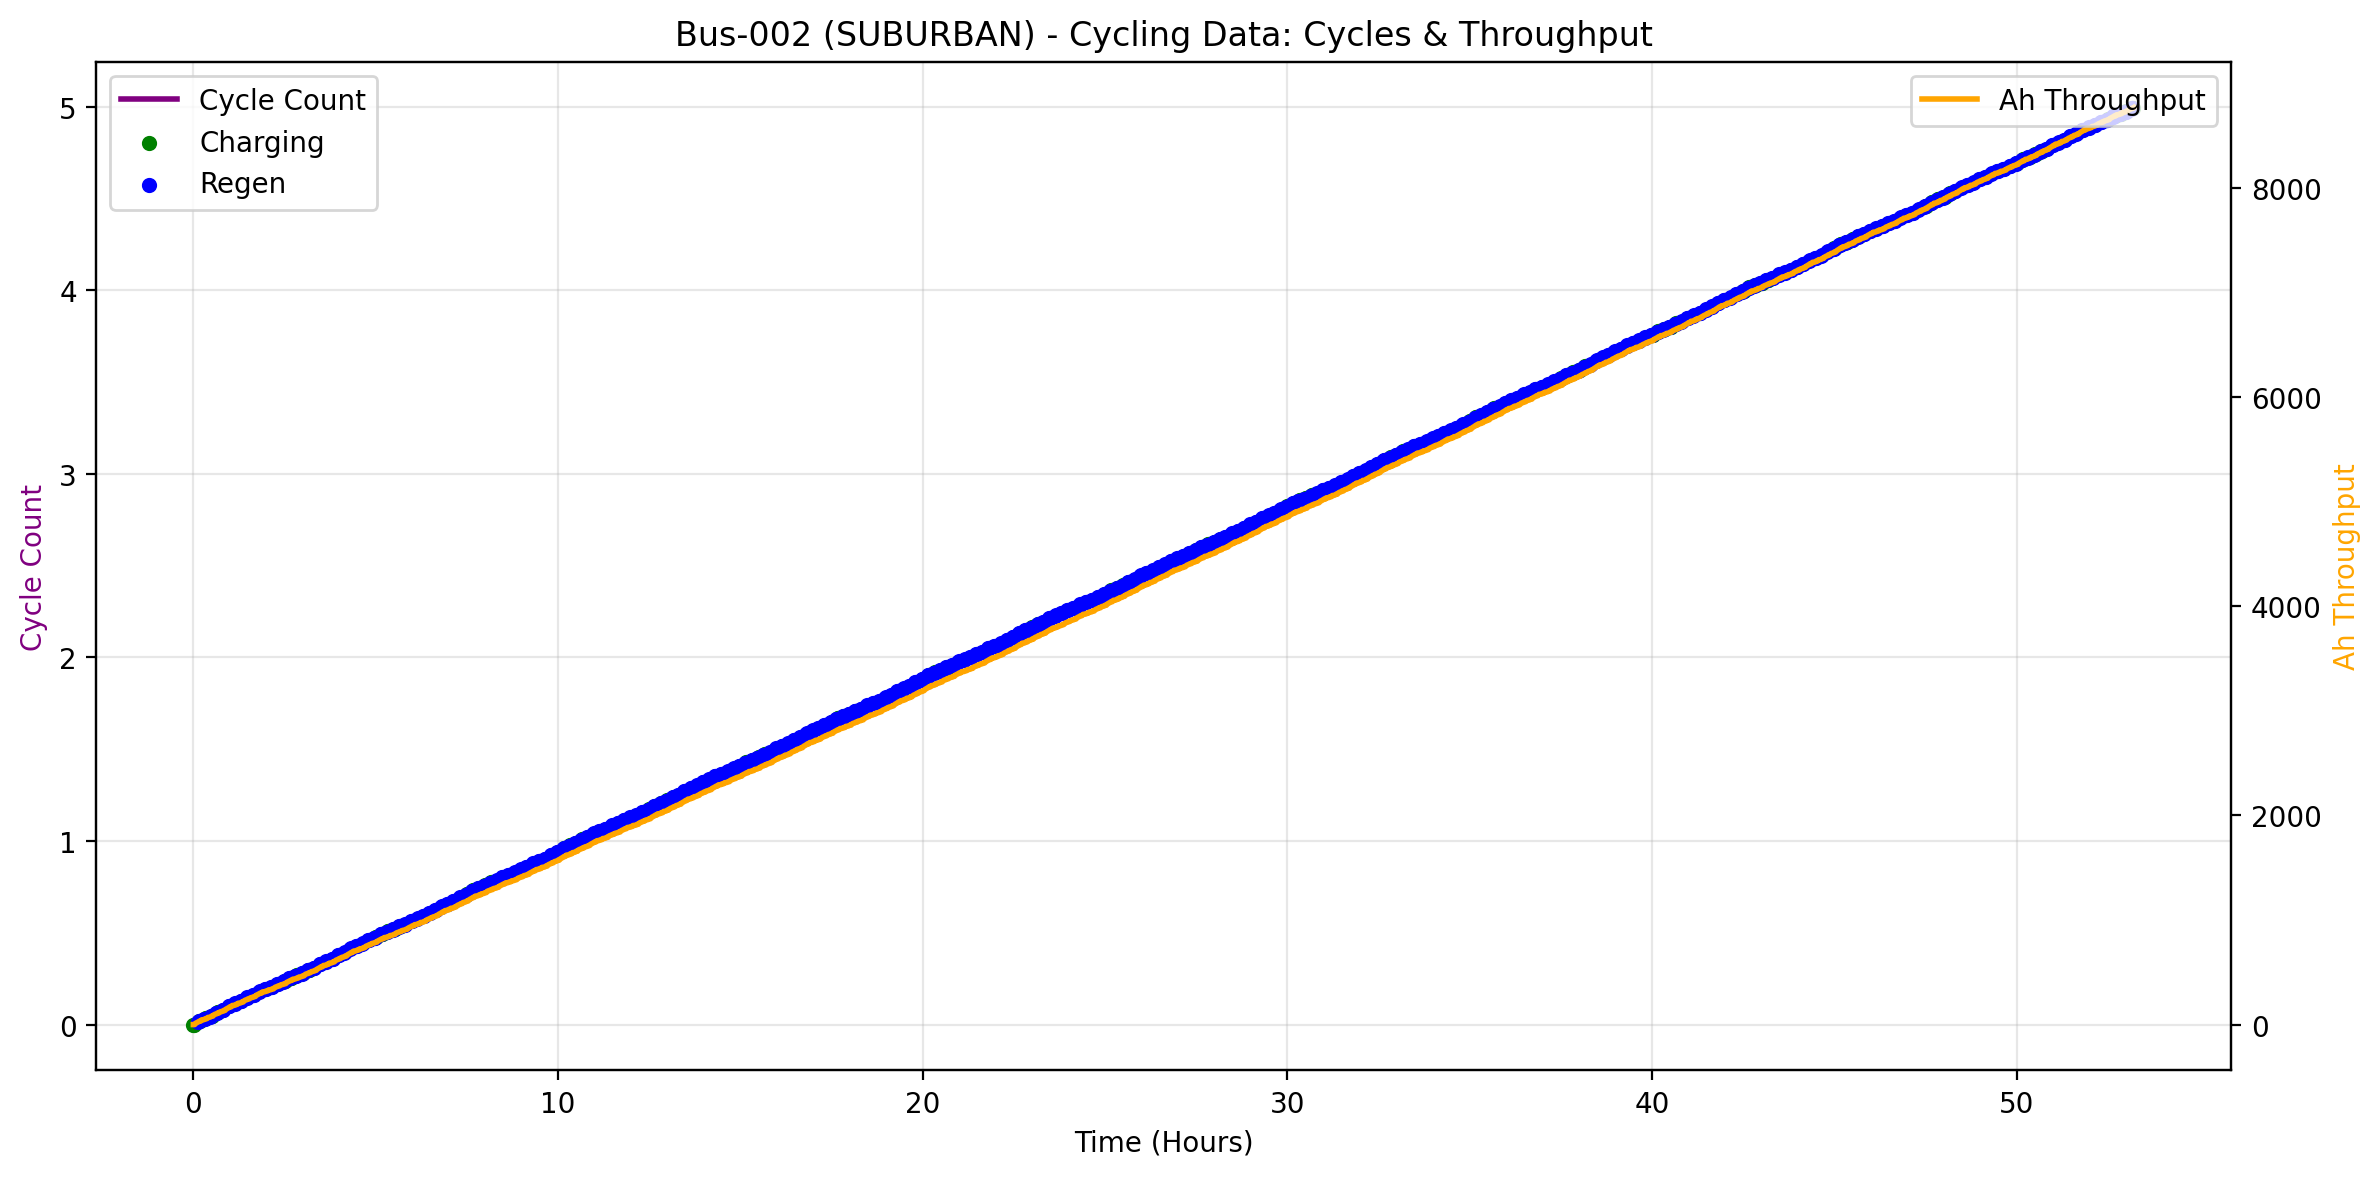 Bus-002 (SUBURBAN) - Cycling Data: Cycles & Throughput
Cycle Count
Charging
Regen
Ah Throughput
5
4
3
2
1
0
Cycle Count
8000
6000
4000
2000
0
Ah Throughput
0 10 20 30 40 50
Time (Hours)